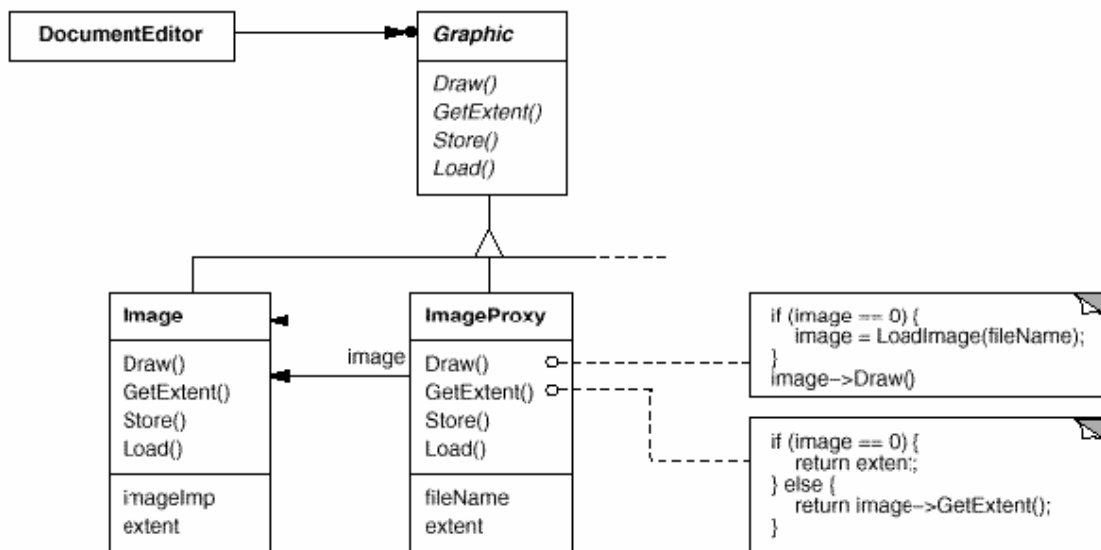 DocumentEditor
Graphic
Draw()
GetExtent()
Store()
Load()
Image
Draw()
GetExtent()
Store()
Load()
imageImp
extent
image
ImageProxy
Draw()
GetExtent()
Store()
Load()
fileName
extent
if (image == 0) {
image = LoadImage(fileName);
}
image->Draw()
if (image == 0) {
return extent;
} else {
return image->GetExtent();
}